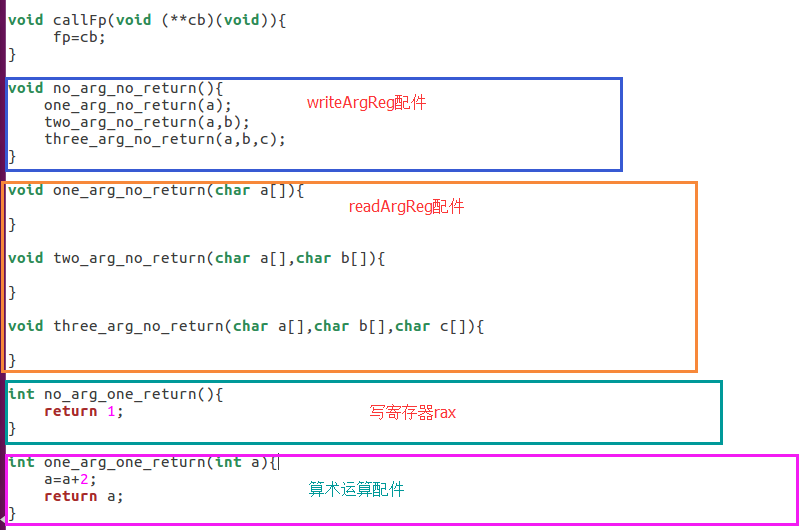 void callFp(void (**cb)(void)){
fp=cb;
}
void no_arg_no_return(){
writeArgReg配件
one_arg_no_return(a);
two_arg_no_return(a,b);
three_arg_no_return(a,b,c);
}
void one_arg_no_return(char a[]){
readArgReg配件
}
void two_arg_no_return(char a[],char b[]){
}
void three_arg_no_return(char a[],char b[],char c[]){
}
int no_arg_one_return(){
return 1;
写寄存器rax
}
int one_arg_one_return(int a){
a=a+2;
算术运算配件
return a;
}